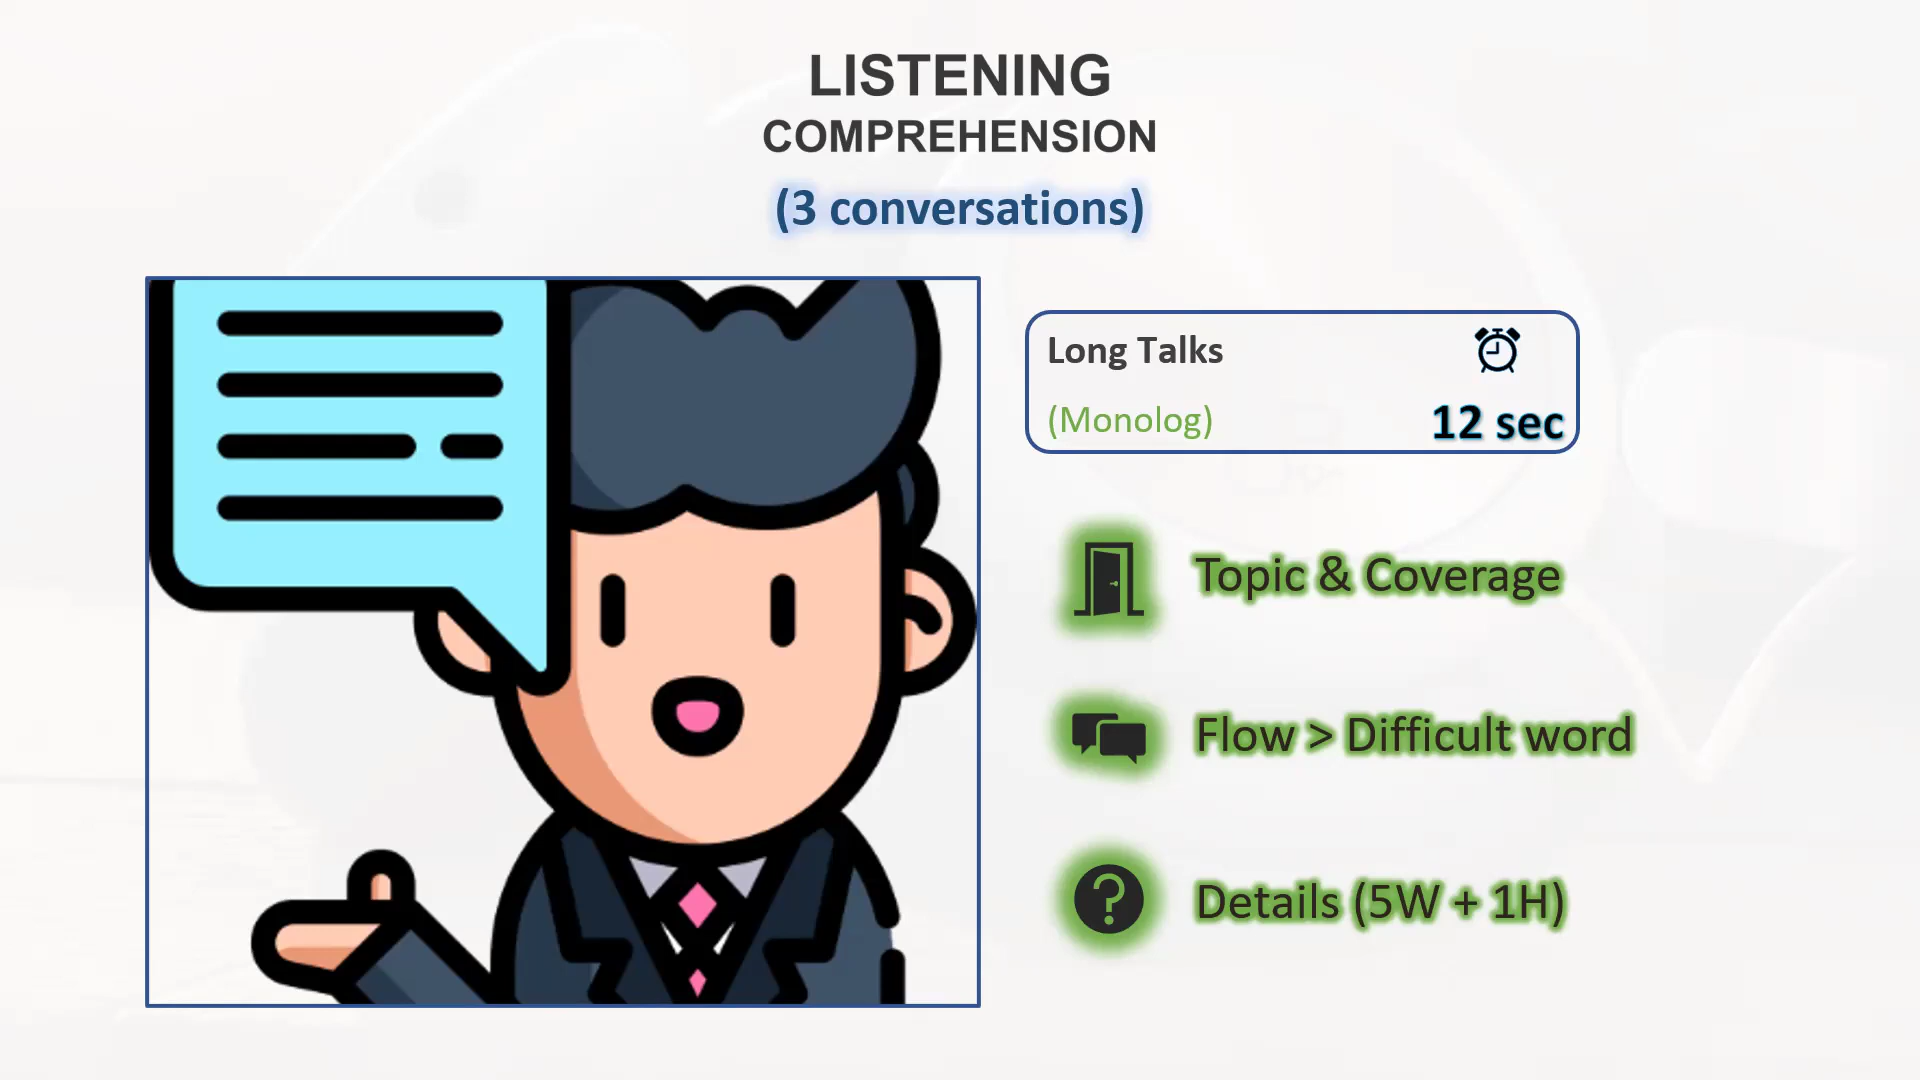 LISTENING
COMPREHENSION
(3 conversations)
Long Talks
(Monolog)
12 sec
Topic & Coverage
Flow > Difficult word
Details (5W + 1H)